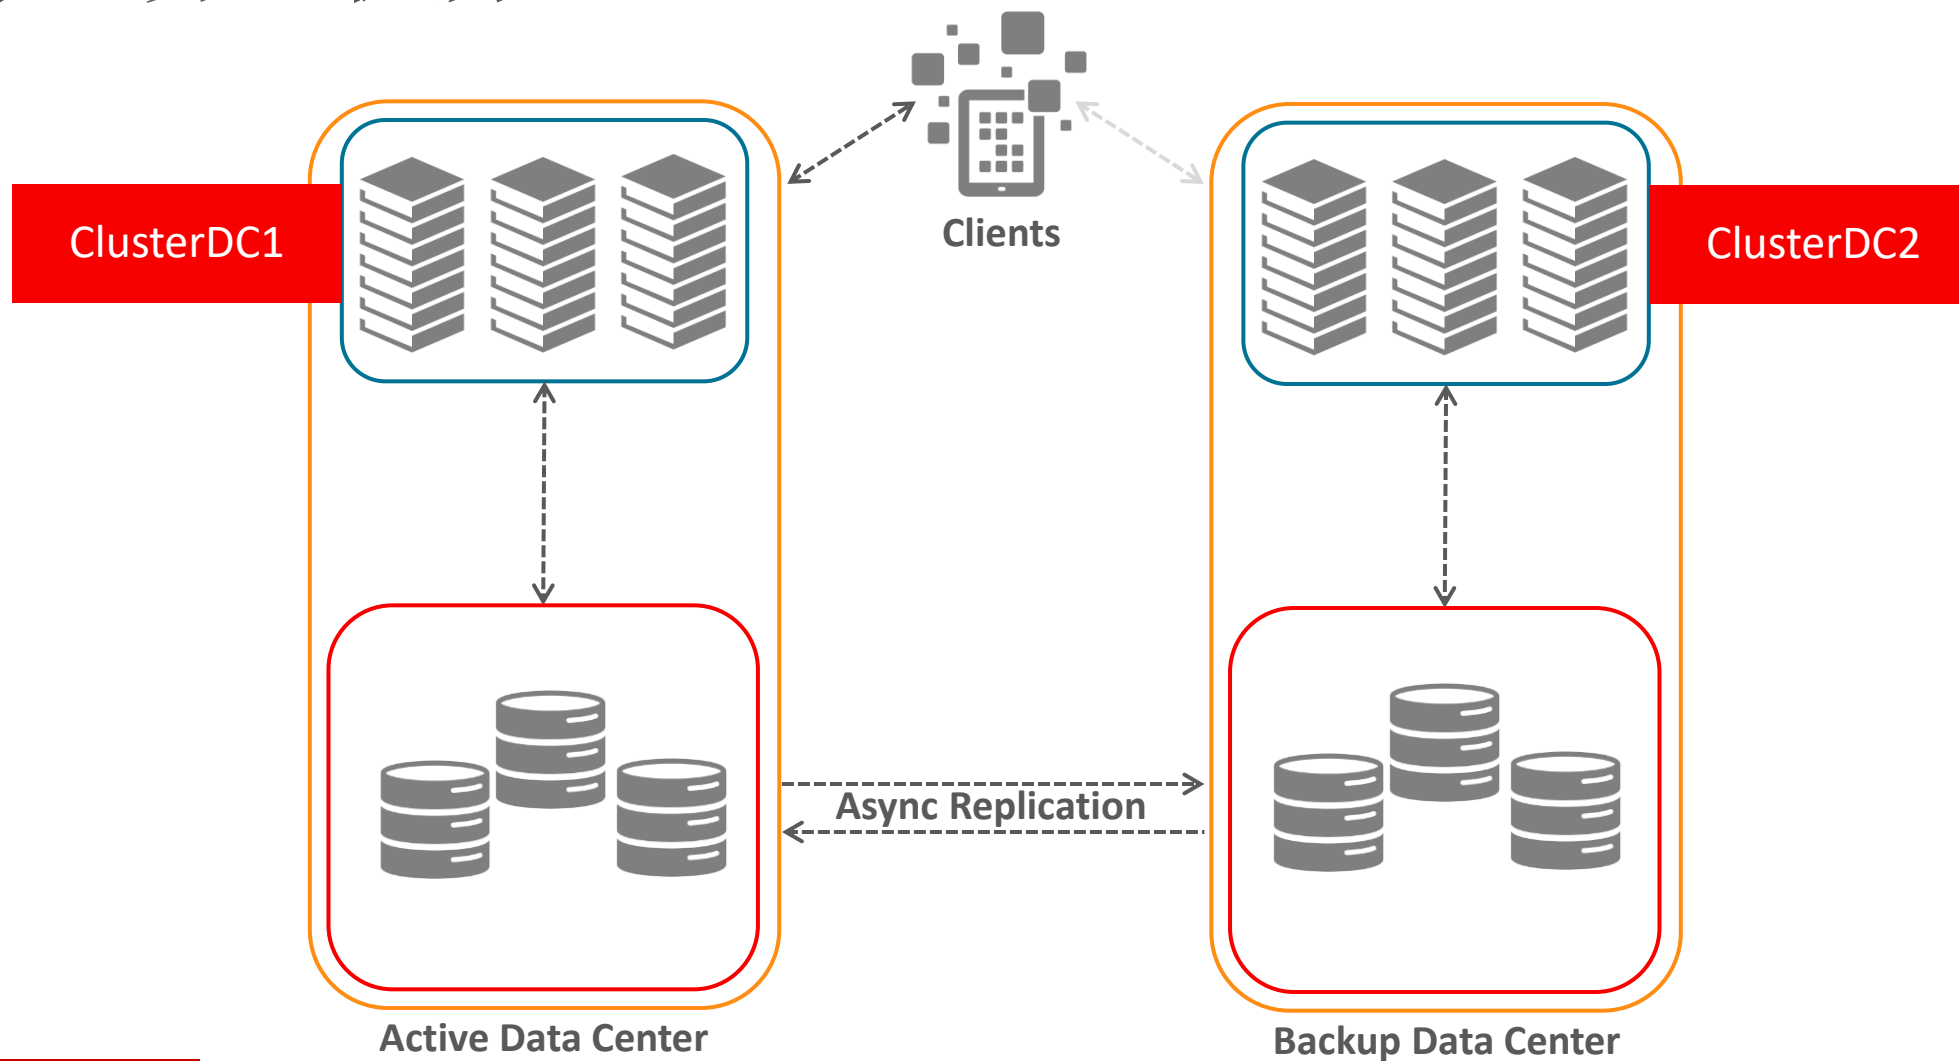 Clients
ClusterDC1
ClusterDC2
Async Replication
Active Data Center
Backup Data Center